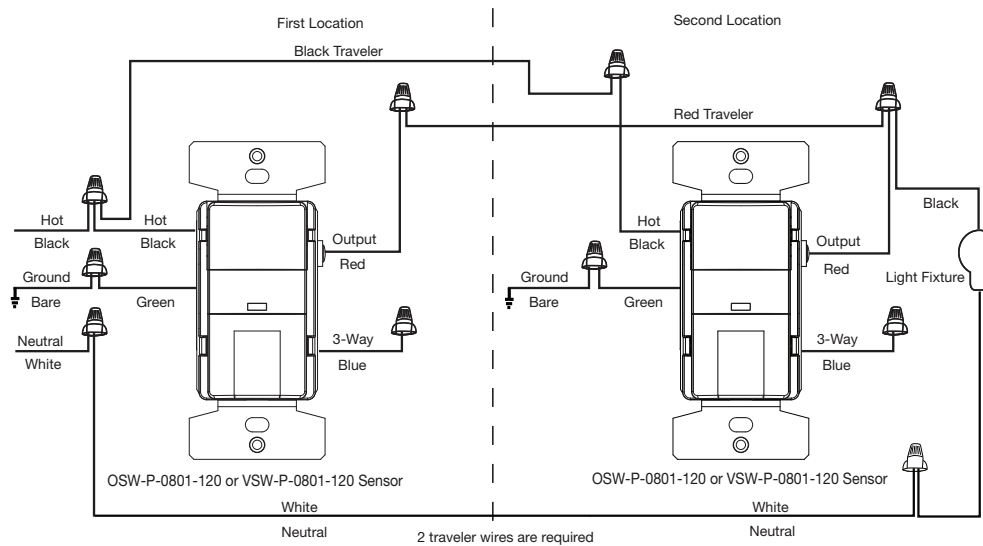 First Location
Second Location
Black Traveler
Red Traveler
Hot
Black
Hot
Black
Output
Red
Ground
Bare
Green
Neutral
White
3-Way
Blue
Hot
Black
Output
Red
Black
Light Fixture
Ground
Bare
Green
3-Way
Blue
OSW-P-0801-120 or VSW-P-0801-120 Sensor
OSW-P-0801-120 or VSW-P-0801-120 Sensor
White
Neutral
White
Neutral
2 traveler wires are required